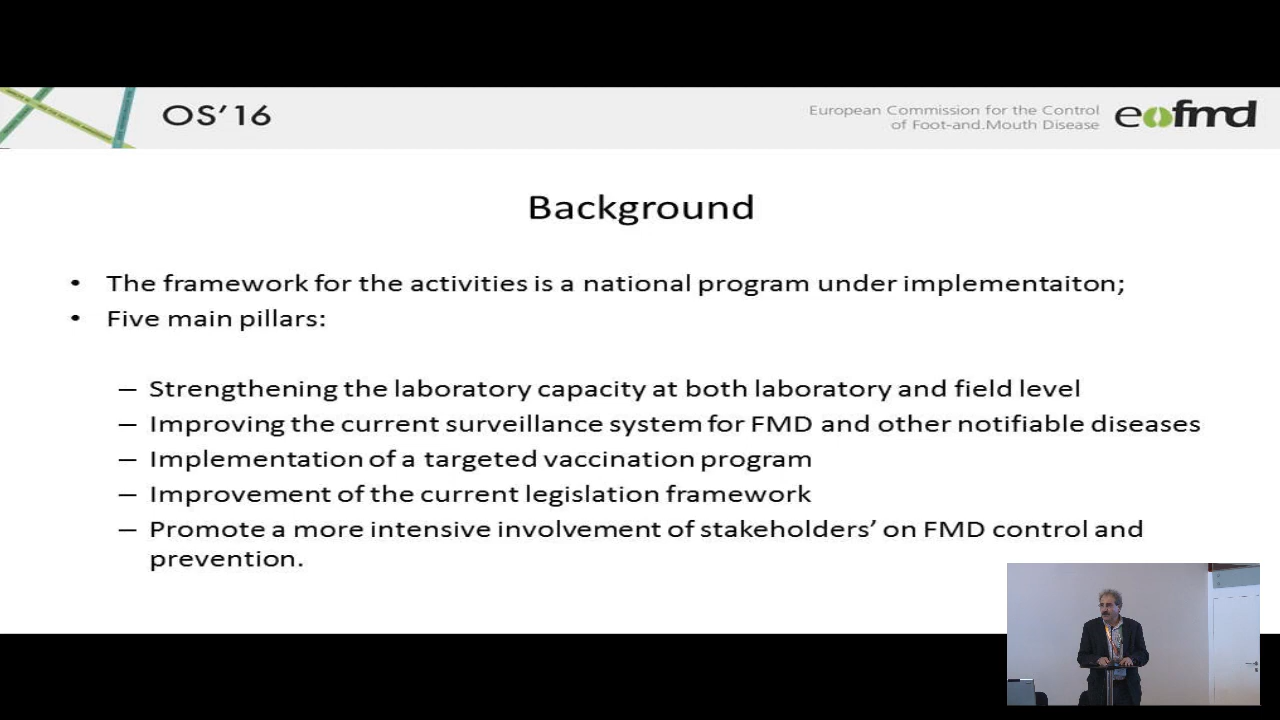 OS'16
European Commission for the Control
of Foot-and.Mouth Disease
eofmd
Background
• The framework for the activities is a national program under implementaiton;
• Five main pillars:
– Strengthening the laboratory capacity at both laboratory and field level
– Improving the current surveillance system for FMD and other notifiable diseases
– Implementation of a targeted vaccination program
– Improvement of the current legislation framework
– Promote a more intensive involvement of stakeholders’ on FMD control and
prevention.